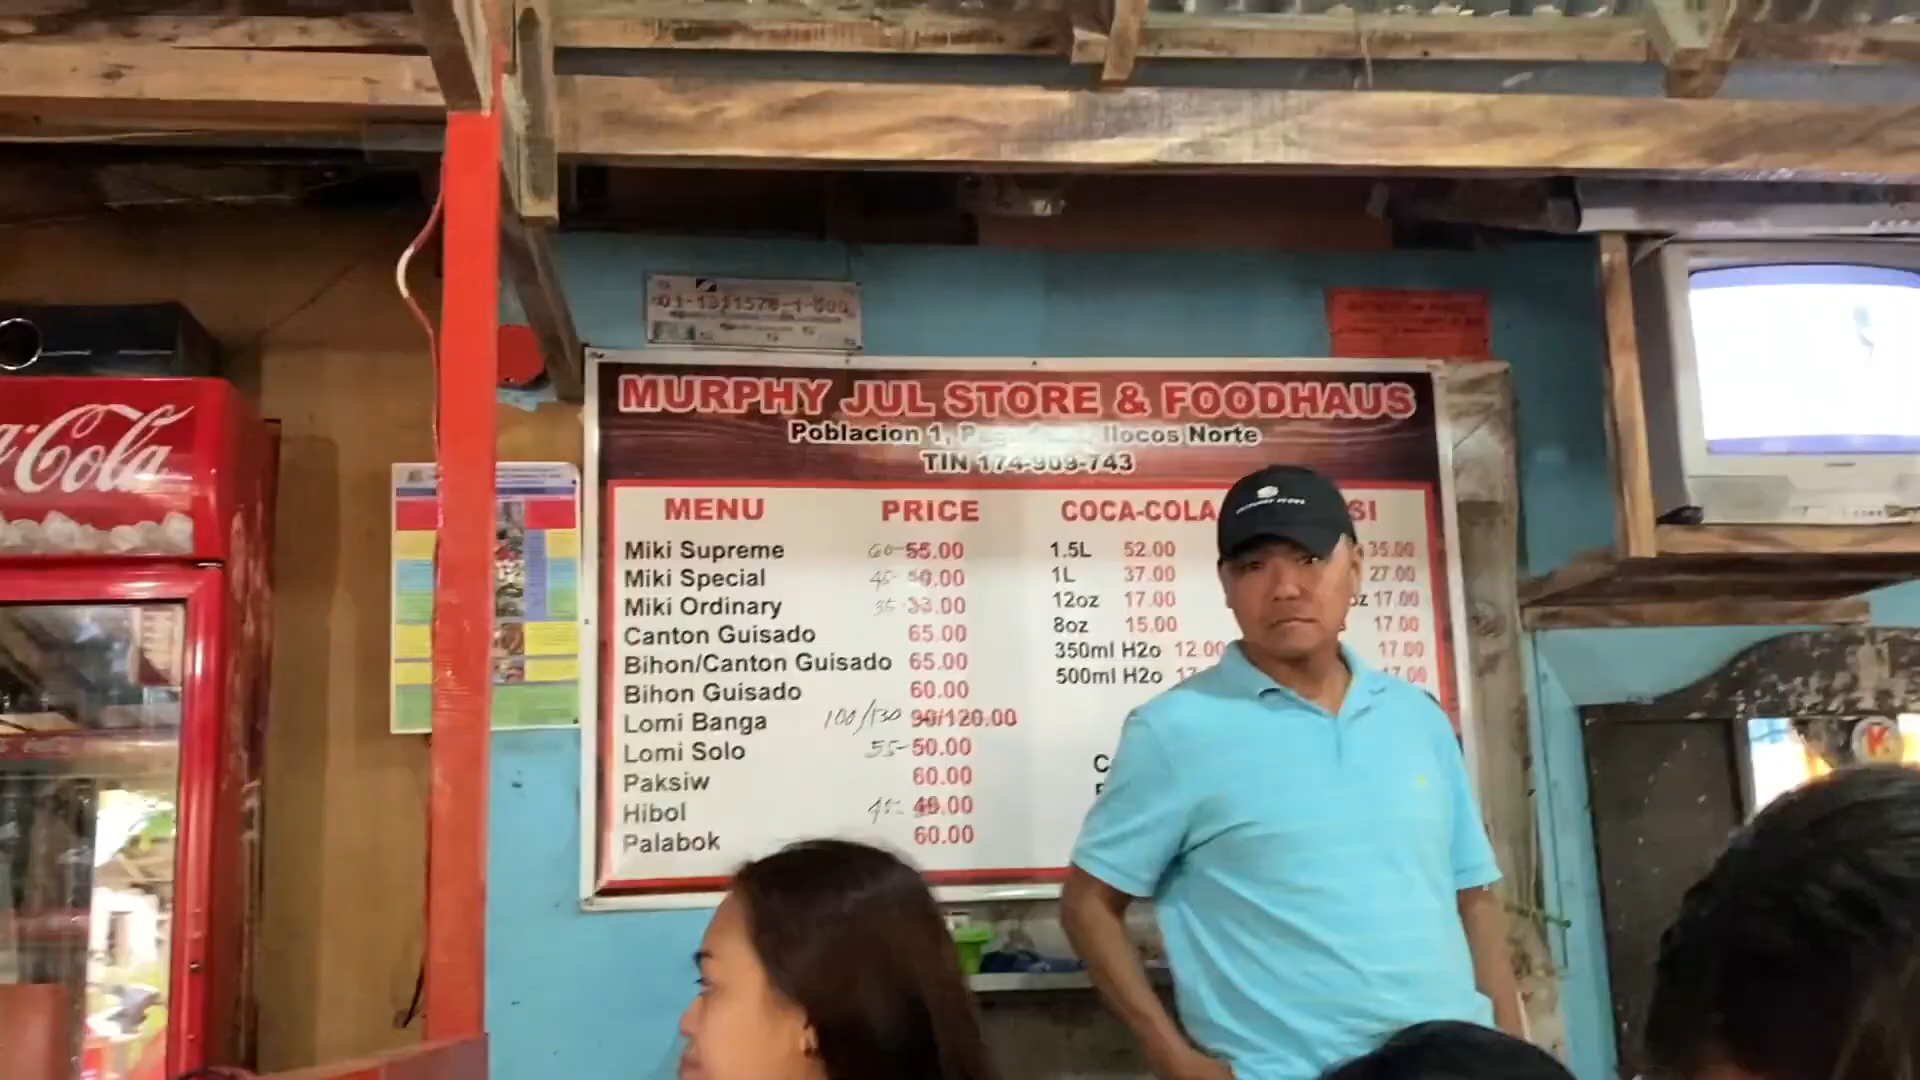 MURPHY JUL STORE & FOODHAUS
Poblacion 1, Ilocos Norte
TIN 174-909-743
MENU PRICE
Miki Supreme 60- 55.00
Miki Special 45- 40.00
Miki Ordinary 35- 33.00
Canton Guisado 65.00
Bihon/Canton Guisado 65.00
Bihon Guisado 60.00
Lomi Banga 100/130 90/120.00
Lomi Solo 55- 50.00
Paksiw 60.00
Hibol 00
Palabok 60.00
COCA-COLA SI
1.5L 52.00 35.00
1L 37.00 27.00
12oz 17.00 oz 17.00
8oz 15.00 17.00
350ml H2o 12.00 17.00
500ml H2o 17 17.00
Cola
K